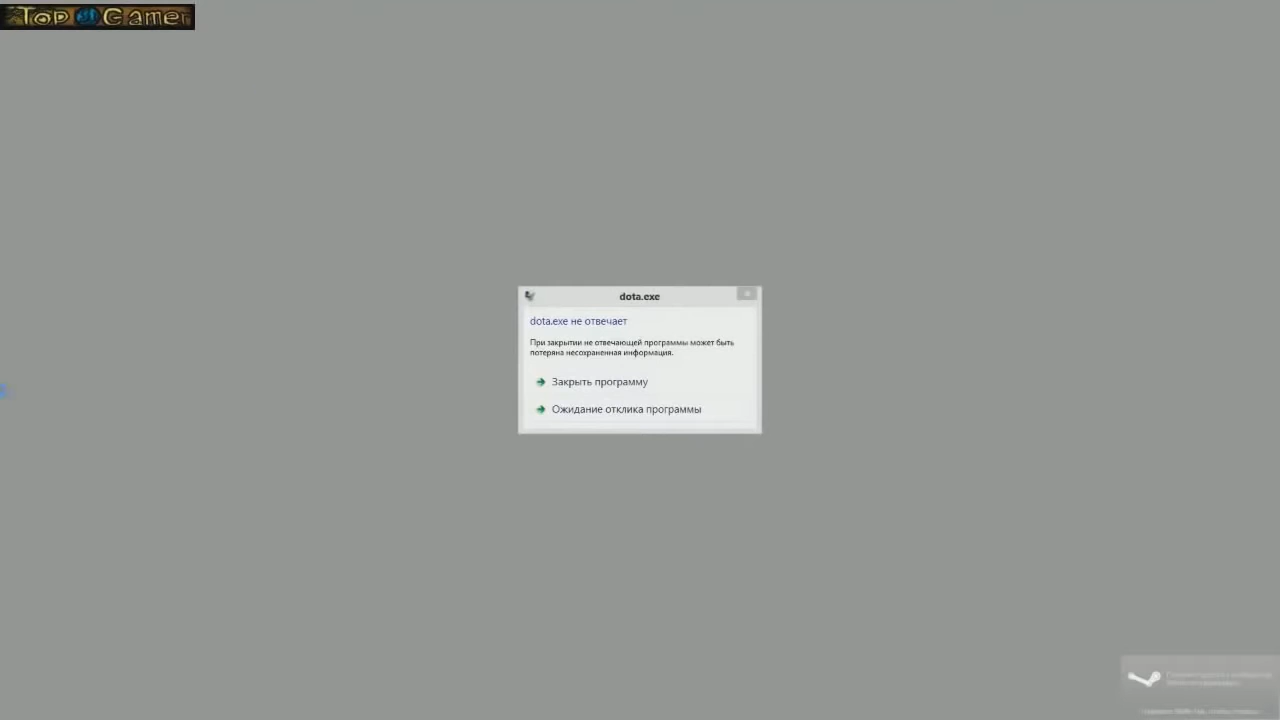 Top Gamer
dota.exe
dota.exe не отвечает
При закрытии не отвечающей программы может быть
потеряна несохраненная информация.
Закрыть программу
Ожидание отклика программы